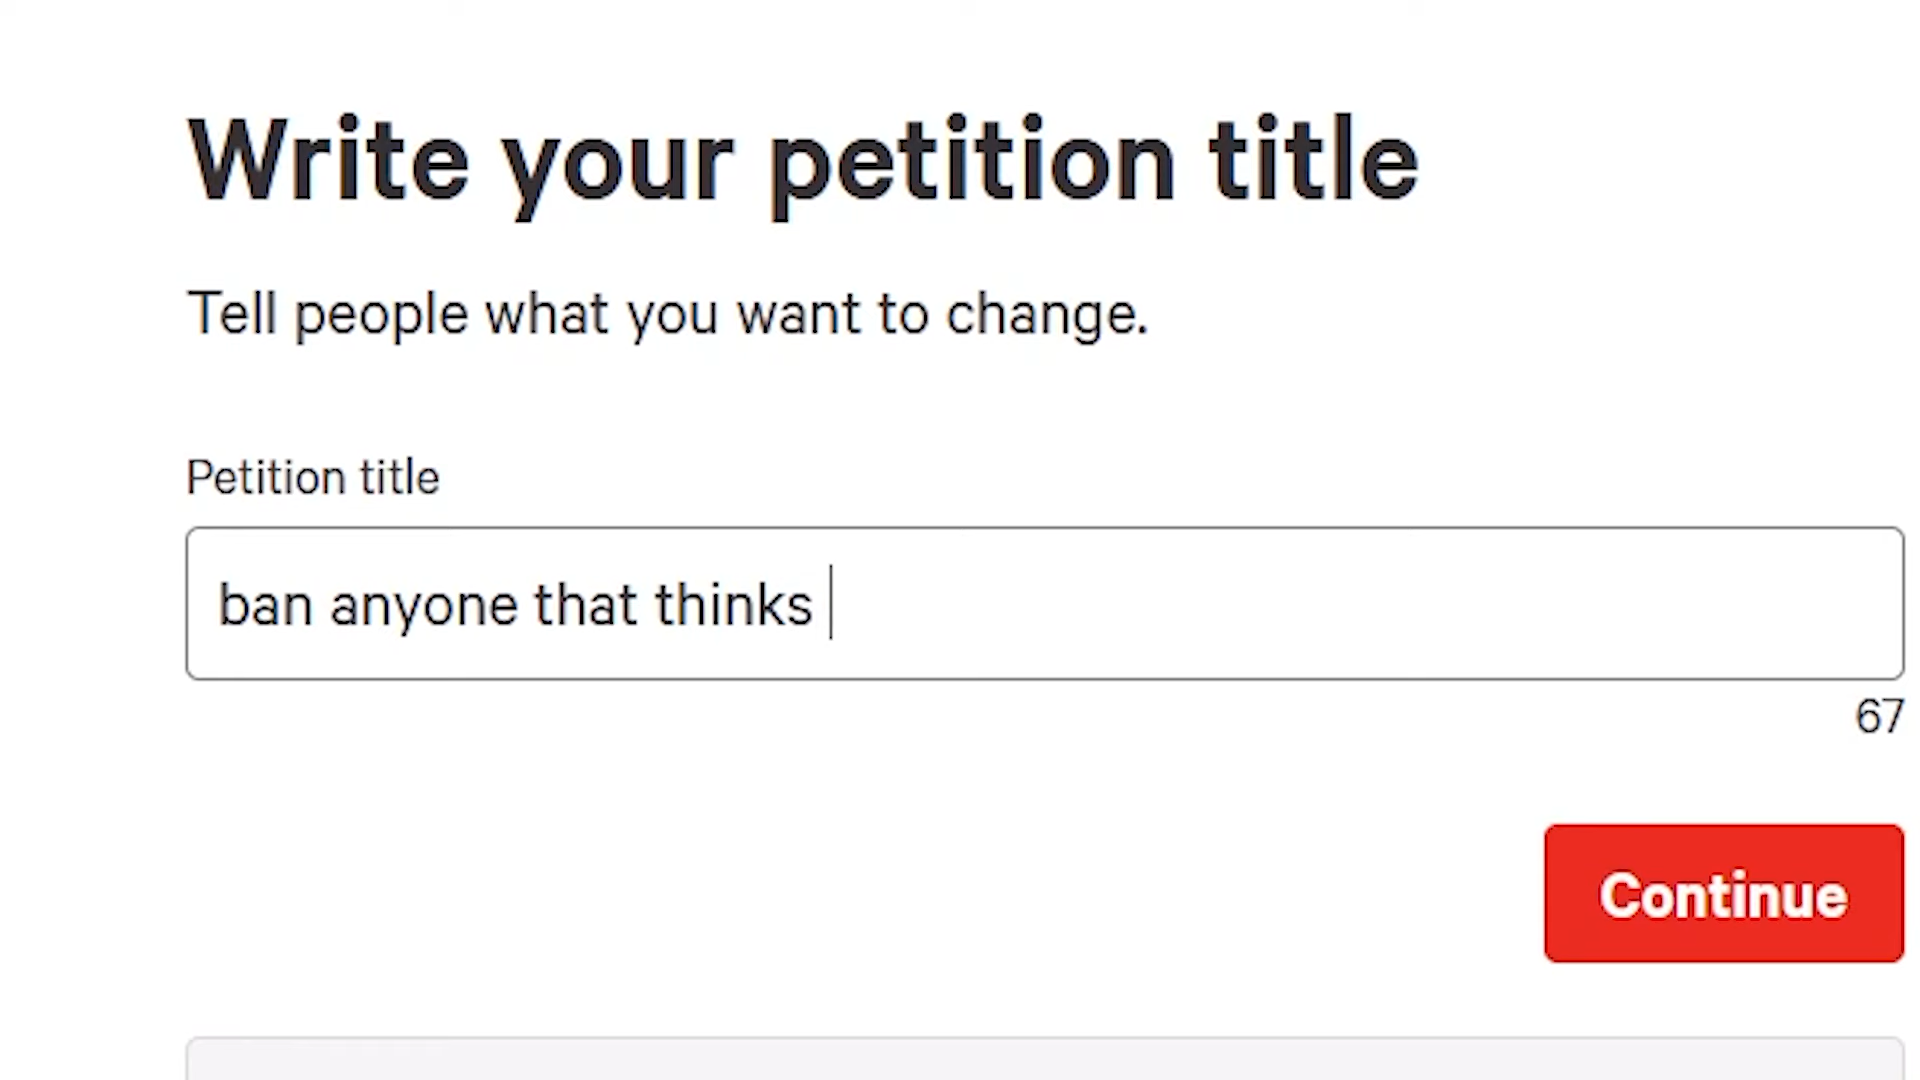 Write your petition title
Tell people what you want to change.
Petition title
ban anyone that thinks
67
Continue